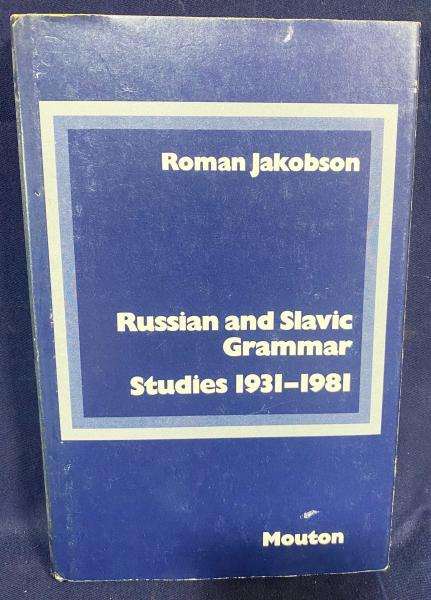 Roman Jakobson
Russian and Slavic
Grammar
Studies 1931–1981
Mouton